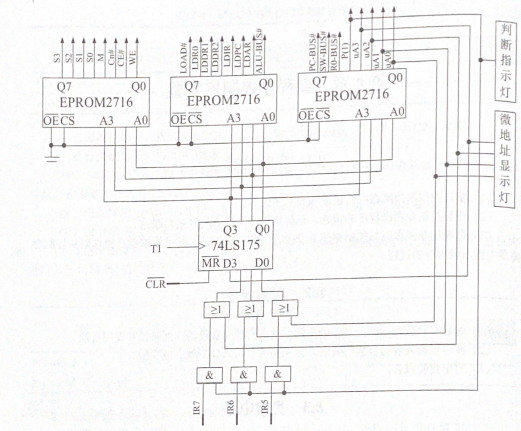 S3 S2 S1 S0 M Cn# CE# WE
LOAD# LDR0 LDDR1 LDDR2 LDIR LDPC LDAR ALU-BUS#
PC-BUS# SW-BUS# R0-BUS# P(1) uA3 uA2 uA1 uA0
Q7 Q0
EPROM2716
OE CS A3 A0
Q7 Q0
EPROM2716
OE CS A3 A0
Q7 Q0
EPROM2716
OE CS A3 A0
判断指示灯
微地址显示灯
Q3 Q0
T1
74LS175
MR D3 D0
CLR
≥1 ≥1 ≥1
& & &
IR7 IR6 IR5